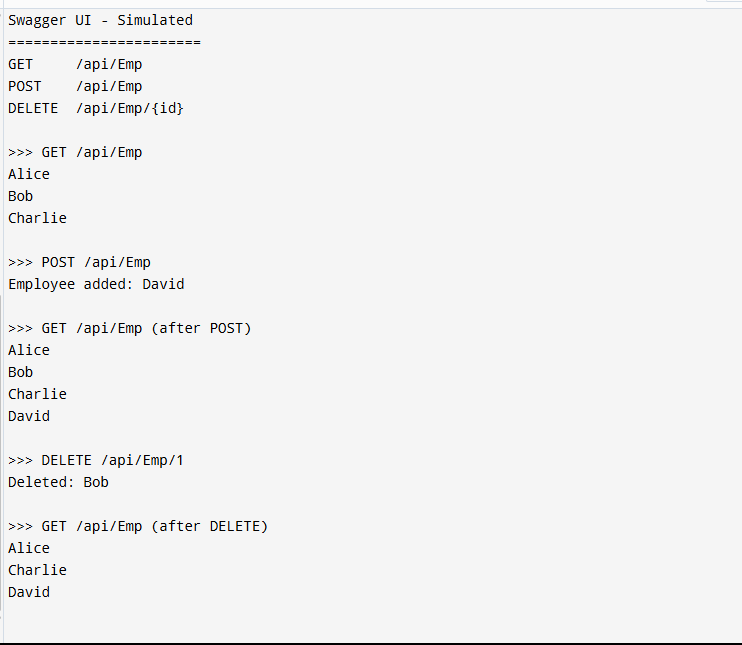 Swagger UI - Simulated
=======================
GET     /api/Emp
POST    /api/Emp
DELETE  /api/Emp/{id}

>>> GET /api/Emp
Alice
Bob
Charlie

>>> POST /api/Emp
Employee added: David

>>> GET /api/Emp (after POST)
Alice
Bob
Charlie
David

>>> DELETE /api/Emp/1
Deleted: Bob

>>> GET /api/Emp (after DELETE)
Alice
Charlie
David